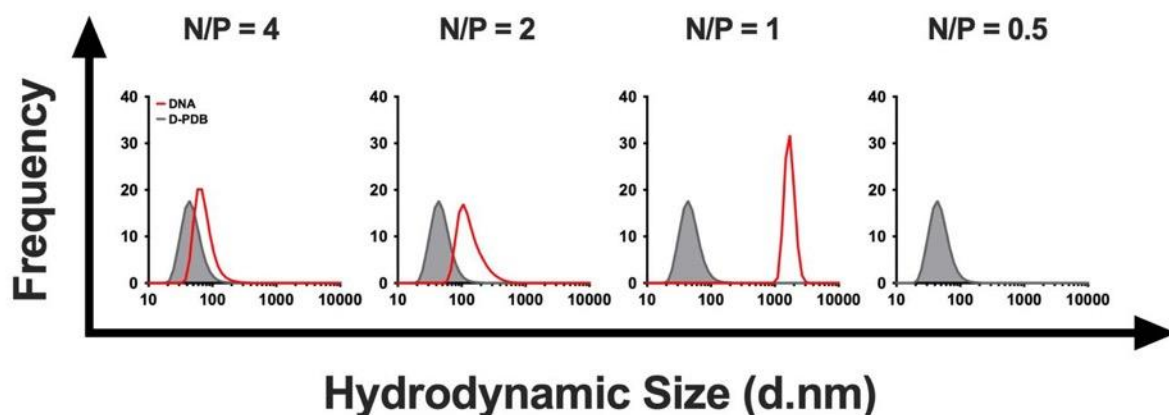 N/P = 4 N/P = 2 N/P = 1 N/P = 0.5
Frequency
40 40 40 40
DNA
D-PDB
30 30 30 30
20 20 20 20
10 10 10 10
0 0 0 0
10 100 1000 10000 10 100 1000 10000 10 100 1000 10000 10 100 1000 10000
Hydrodynamic Size (d.nm)